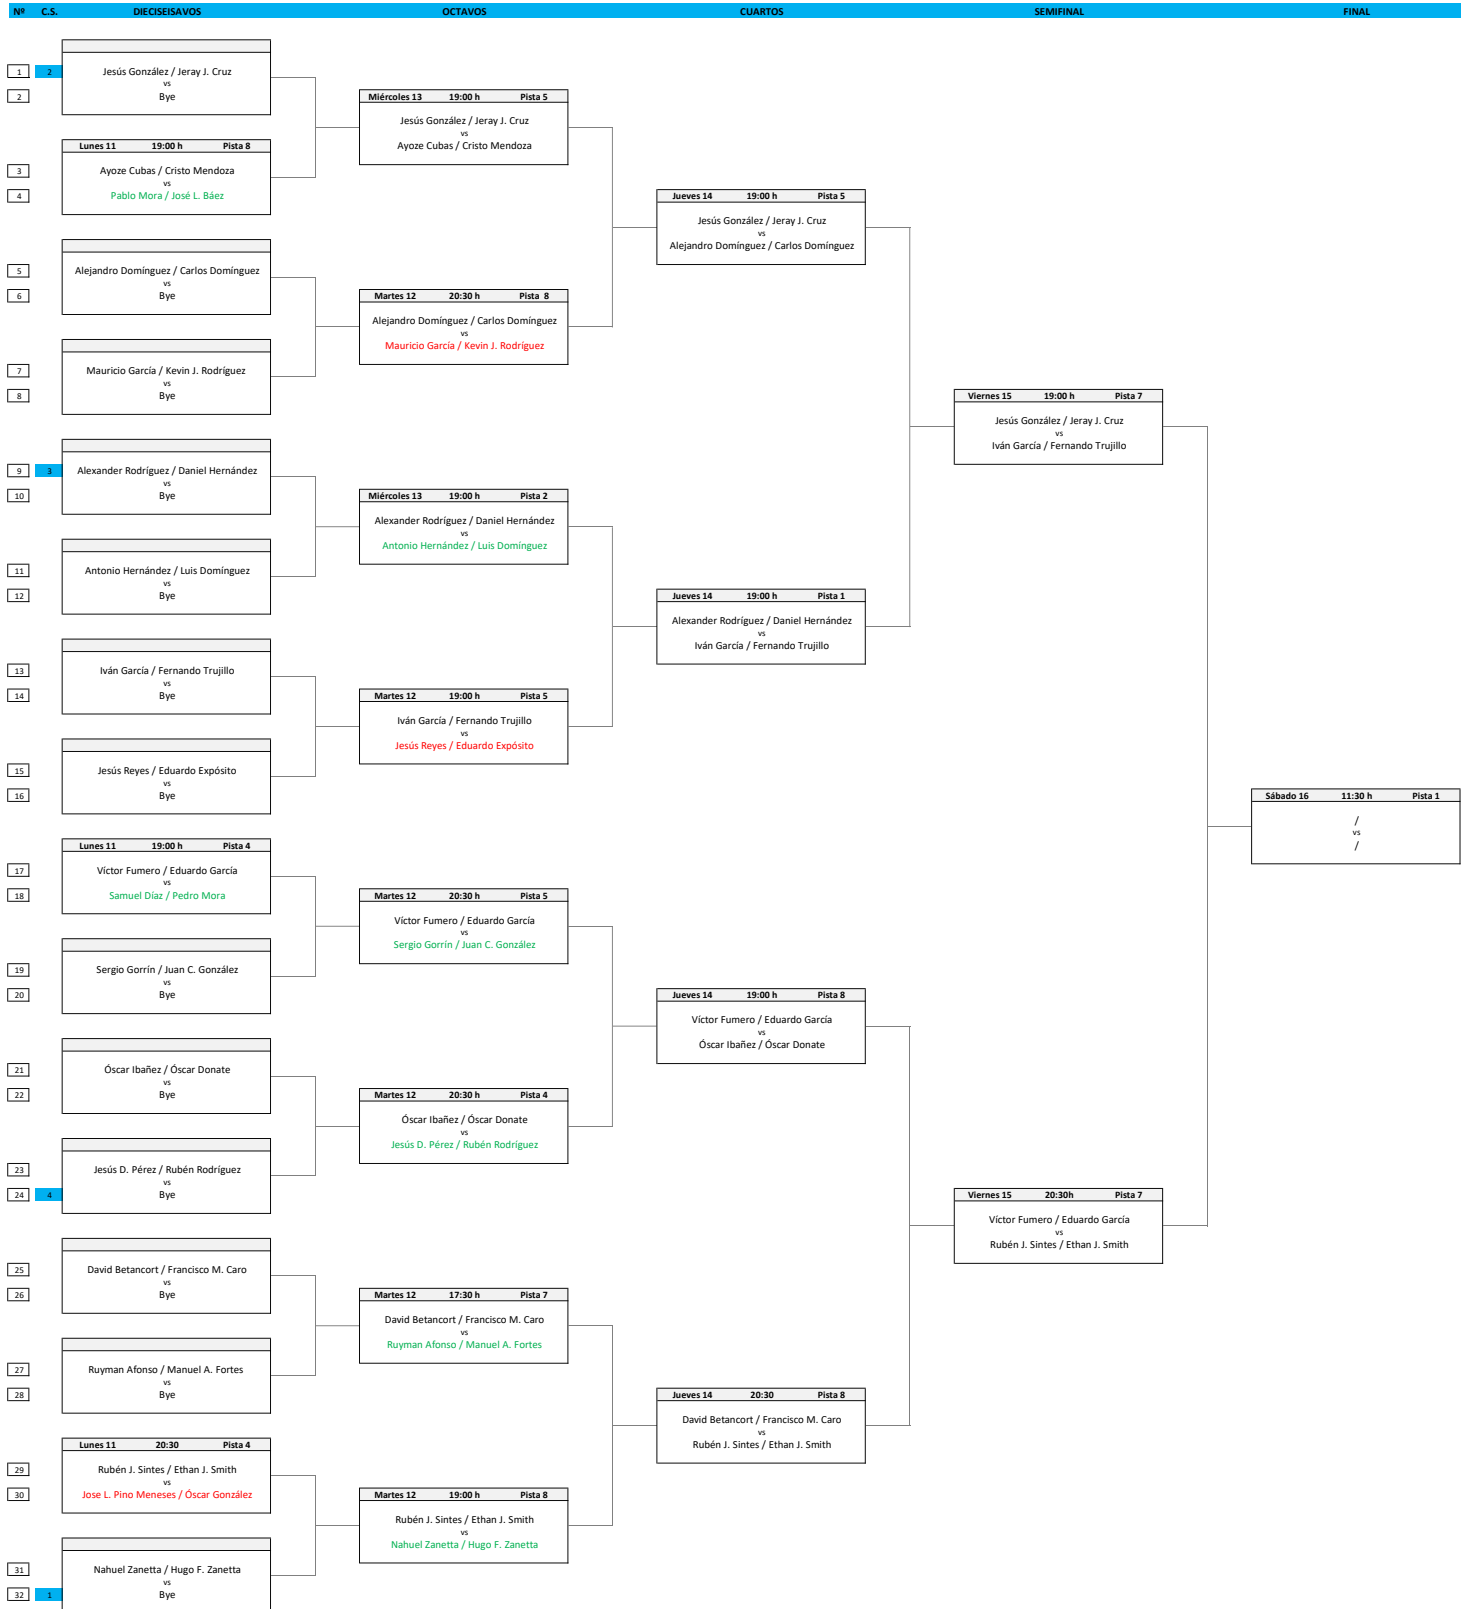 Nº C.S. DIECISEISAVOS OCTAVOS CUARTOS SEMIFINAL FINAL
1 2 Jesús González / Jeray J. Cruz
vs
2 Bye
Miércoles 13 19:00 h Pista 5
Jesús González / Jeray J. Cruz
vs
Ayoze Cubas / Cristo Mendoza
Lunes 11 19:00 h Pista 8
3 Ayoze Cubas / Cristo Mendoza
vs
4 Pablo Mora / José L. Báez
Jueves 14 19:00 h Pista 5
Jesús González / Jeray J. Cruz
vs
Alejandro Domínguez / Carlos Domínguez
5 Alejandro Domínguez / Carlos Domínguez
vs
6 Bye
Martes 12 20:30 h Pista 8
Alejandro Domínguez / Carlos Domínguez
vs
Mauricio García / Kevin J. Rodríguez
7 Mauricio García / Kevin J. Rodríguez
vs
8 Bye
Viernes 15 19:00 h Pista 7
Jesús González / Jeray J. Cruz
vs
Iván García / Fernando Trujillo
9 3 Alexander Rodríguez / Daniel Hernández
vs
10 Bye
Miércoles 13 19:00 h Pista 2
Alexander Rodríguez / Daniel Hernández
vs
Antonio Hernández / Luis Domínguez
11 Antonio Hernández / Luis Domínguez
vs
12 Bye
Jueves 14 19:00 h Pista 1
Alexander Rodríguez / Daniel Hernández
vs
Iván García / Fernando Trujillo
13 Iván García / Fernando Trujillo
vs
14 Bye
Martes 12 19:00 h Pista 5
Iván García / Fernando Trujillo
vs
Jesús Reyes / Eduardo Expósito
15 Jesús Reyes / Eduardo Expósito
vs
16 Bye
Sábado 16 11:30 h Pista 1
/
vs
/
Lunes 11 19:00 h Pista 4
17 Víctor Fumero / Eduardo García
vs
18 Samuel Díaz / Pedro Mora
Martes 12 20:30 h Pista 5
Víctor Fumero / Eduardo García
vs
Sergio Gorrín / Juan C. González
19 Sergio Gorrín / Juan C. González
vs
20 Bye
Jueves 14 19:00 h Pista 8
Víctor Fumero / Eduardo García
vs
Óscar Ibañez / Óscar Donate
21 Óscar Ibañez / Óscar Donate
vs
22 Bye
Martes 12 20:30 h Pista 4
Óscar Ibañez / Óscar Donate
vs
Jesús D. Pérez / Rubén Rodríguez
23 Jesús D. Pérez / Rubén Rodríguez
vs
24 4 Bye
Viernes 15 20:30h Pista 7
Víctor Fumero / Eduardo García
vs
Rubén J. Sintes / Ethan J. Smith
25 David Betancort / Francisco M. Caro
vs
26 Bye
Martes 12 17:30 h Pista 7
David Betancort / Francisco M. Caro
vs
Ruyman Afonso / Manuel A. Fortes
27 Ruyman Afonso / Manuel A. Fortes
vs
28 Bye
Jueves 14 20:30 Pista 8
David Betancort / Francisco M. Caro
vs
Rubén J. Sintes / Ethan J. Smith
Lunes 11 20:30 Pista 4
29 Rubén J. Sintes / Ethan J. Smith
vs
30 Jose L. Pino Meneses / Óscar González
Martes 12 19:00 h Pista 8
Rubén J. Sintes / Ethan J. Smith
vs
Nahuel Zanetta / Hugo F. Zanetta
31 Nahuel Zanetta / Hugo F. Zanetta
vs
32 1 Bye